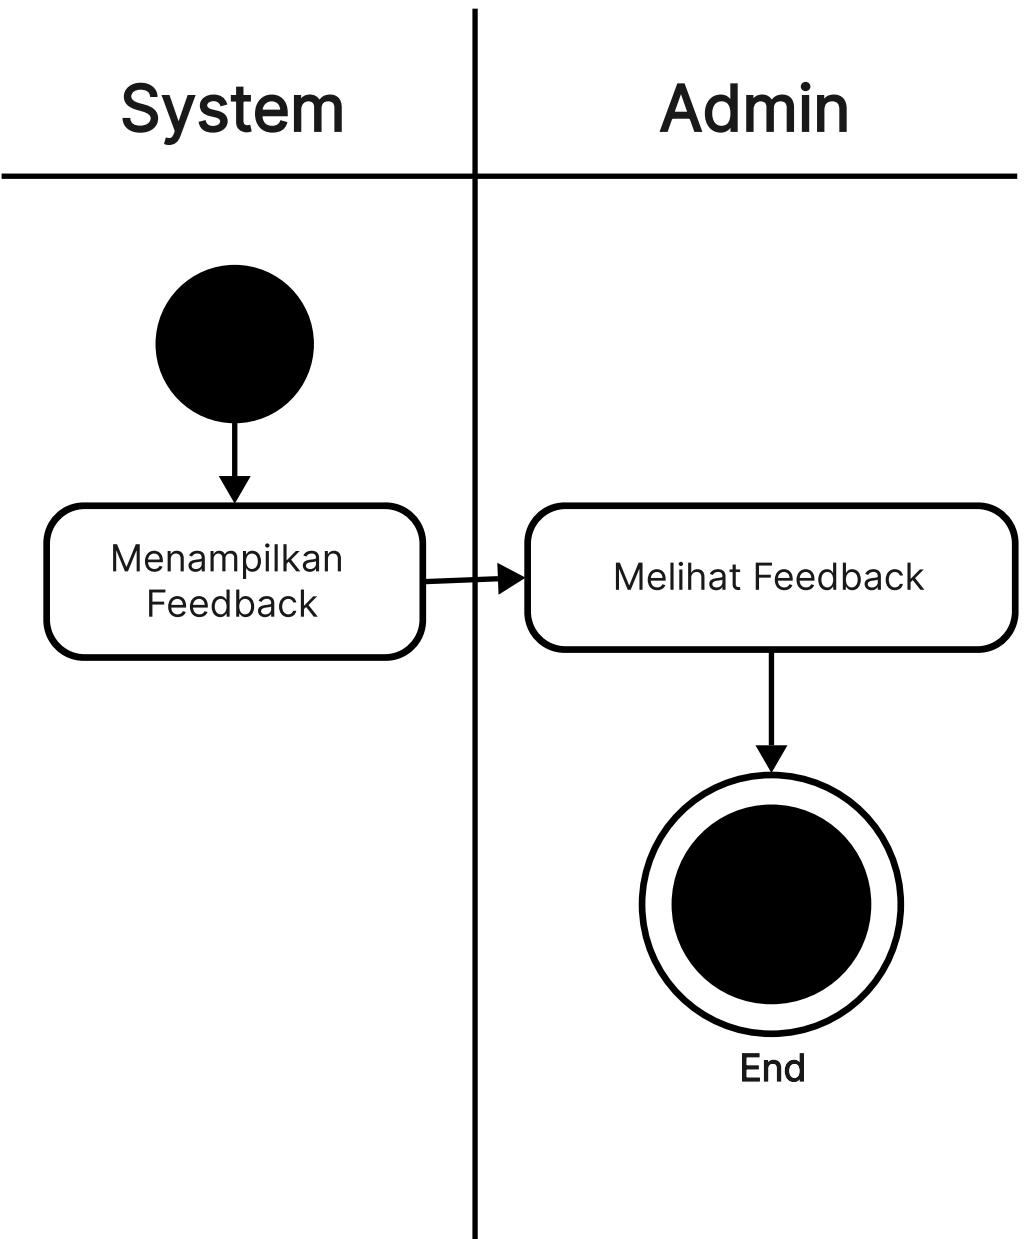 System
Admin
Menampilkan
Feedback
Melihat Feedback
End